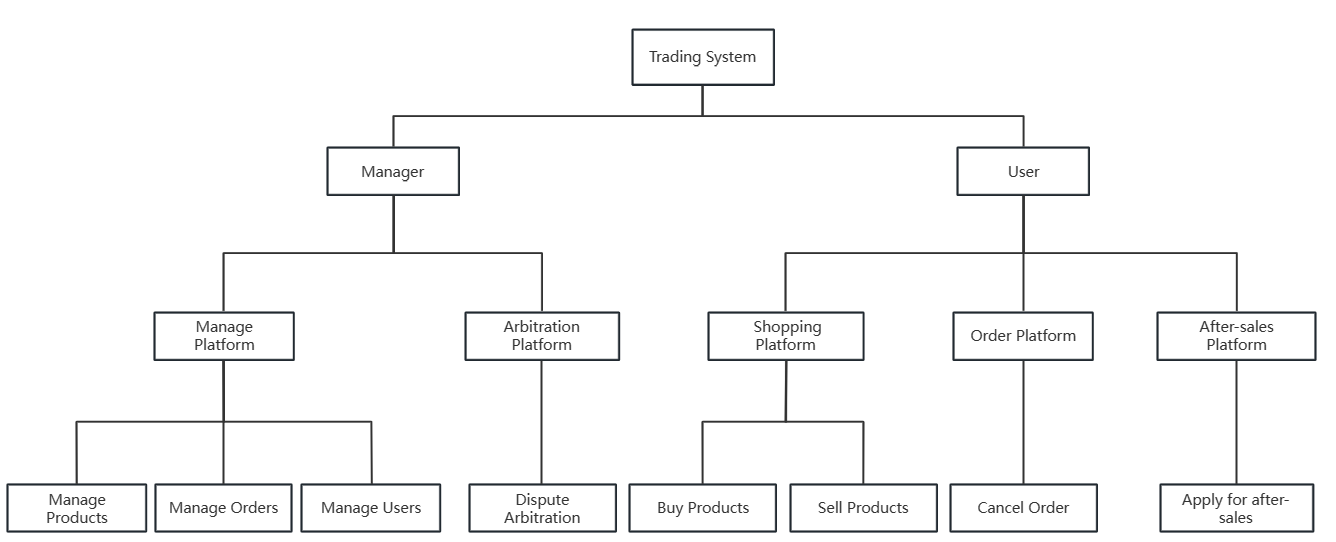 Trading System
Manager
User
Manage
Platform
Arbitration
Platform
Shopping
Platform
Order Platform
After-sales
Platform
Manage
Products
Manage Orders
Manage Users
Dispute
Arbitration
Buy Products
Sell Products
Cancel Order
Apply for after-
sales